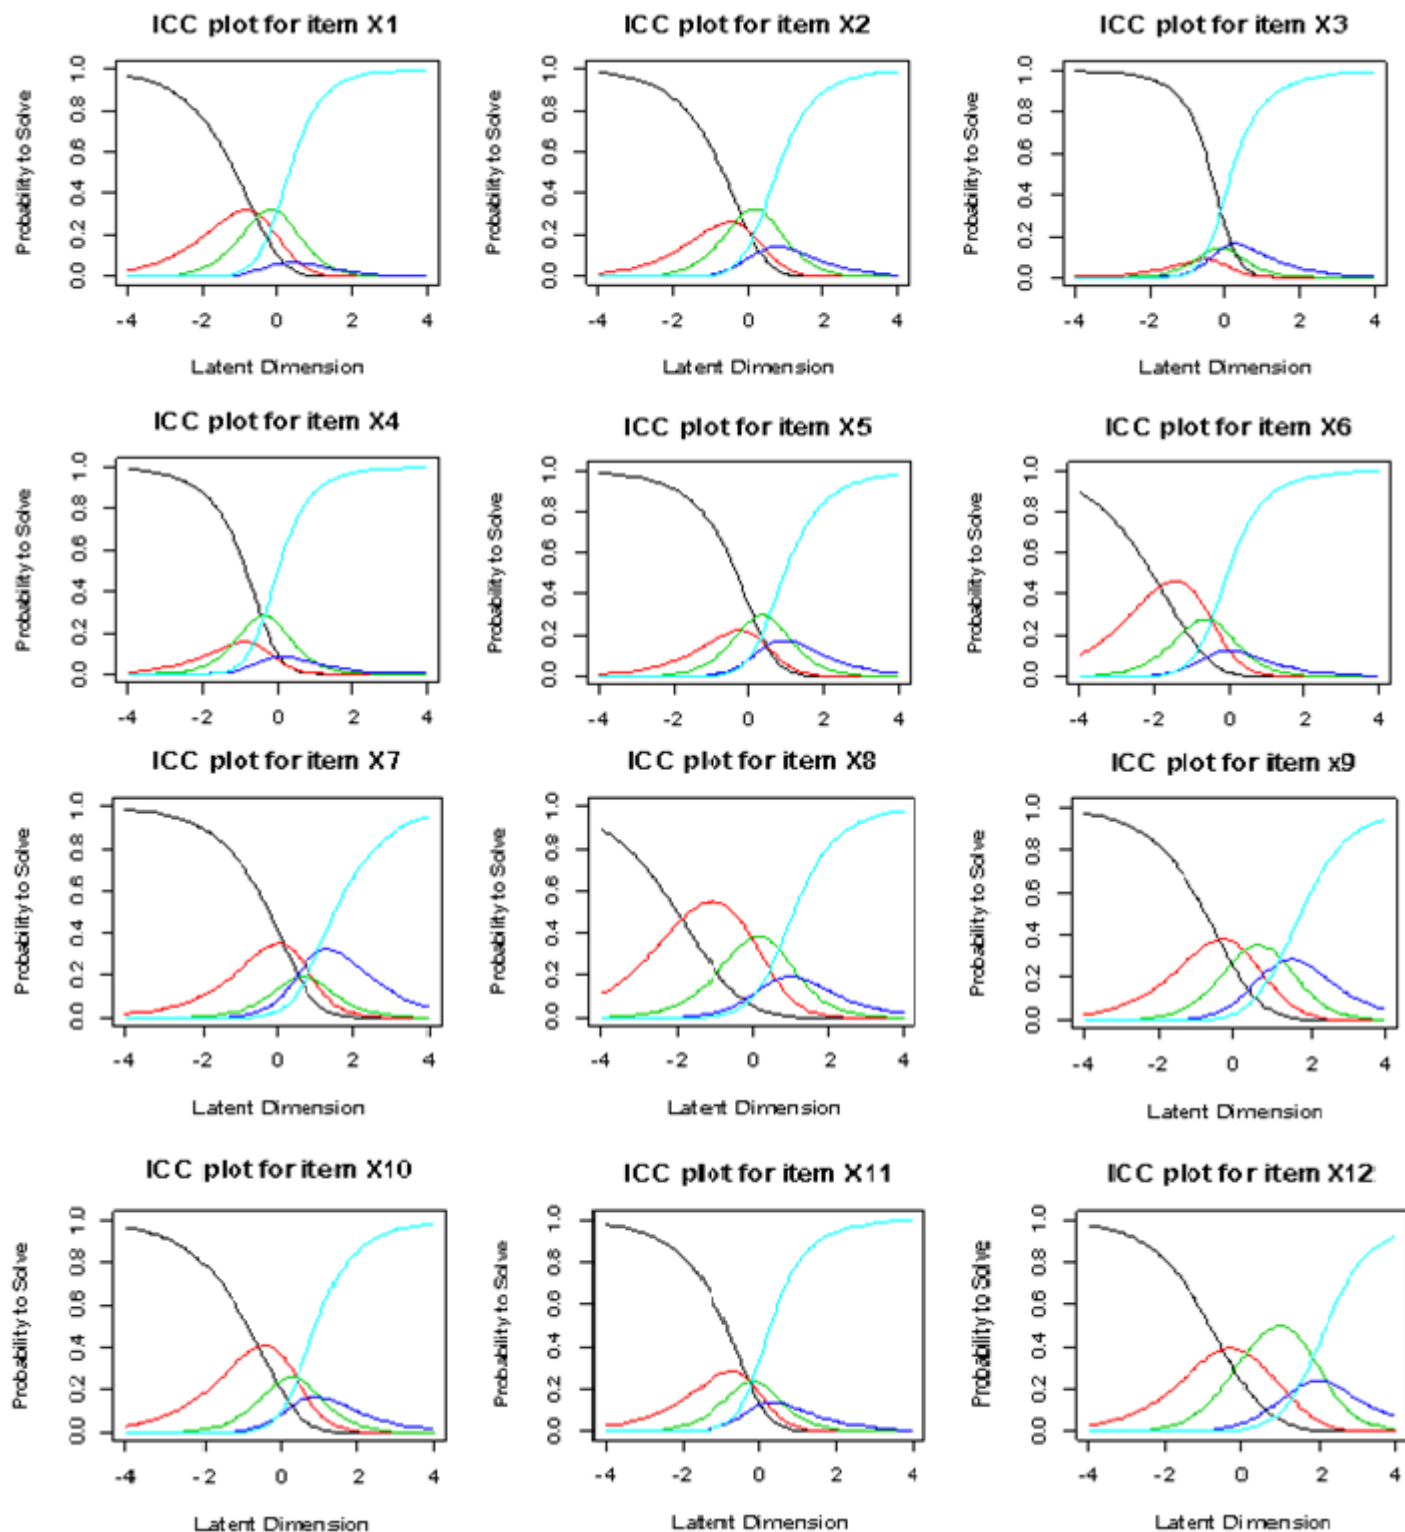 ICC plot for item X1
Probability to Solve
0.0 0.2 0.4 0.6 0.8 1.0
-4 -2 0 2 4
Latent Dimension
ICC plot for item X2
Probability to Solve
0.0 0.2 0.4 0.6 0.8 1.0
-4 -2 0 2 4
Latent Dimension
ICC plot for item X3
Probability to Solve
0.0 0.2 0.4 0.6 0.8 1.0
-4 -2 0 2 4
Latent Dimension
ICC plot for item X4
Probability to Solve
0.0 0.2 0.4 0.6 0.8 1.0
-4 -2 0 2 4
ICC plot for item X5
Probability to Solve
0.0 0.2 0.4 0.6 0.8 1.0
-4 -2 0 2 4
ICC plot for item X6
Probability to Solve
0.0 0.2 0.4 0.6 0.8 1.0
-4 -2 0 2 4
ICC plot for item X7
Probability to Solve
0.0 0.2 0.4 0.6 0.8 1.0
-4 -2 0 2 4
Latent Dimension
ICC plot for item X8
Probability to Solve
0.0 0.2 0.4 0.6 0.8 1.0
-4 -2 0 2 4
Latent Dimension
ICC plot for item x9
Probability to Solve
0.0 0.2 0.4 0.6 0.8 1.0
-4 -2 0 2 4
Latent Dimension
ICC plot for item X10
Probability to Solve
0.0 0.2 0.4 0.6 0.8 1.0
-4 -2 0 2 4
Latent Dimension
ICC plot for item X11
Probability to Solve
0.0 0.2 0.4 0.6 0.8 1.0
-4 -2 0 2 4
Latent Dimension
ICC plot for item X12
Probability to Solve
0.0 0.2 0.4 0.6 0.8 1.0
-4 -2 0 2 4
Latent Dimension